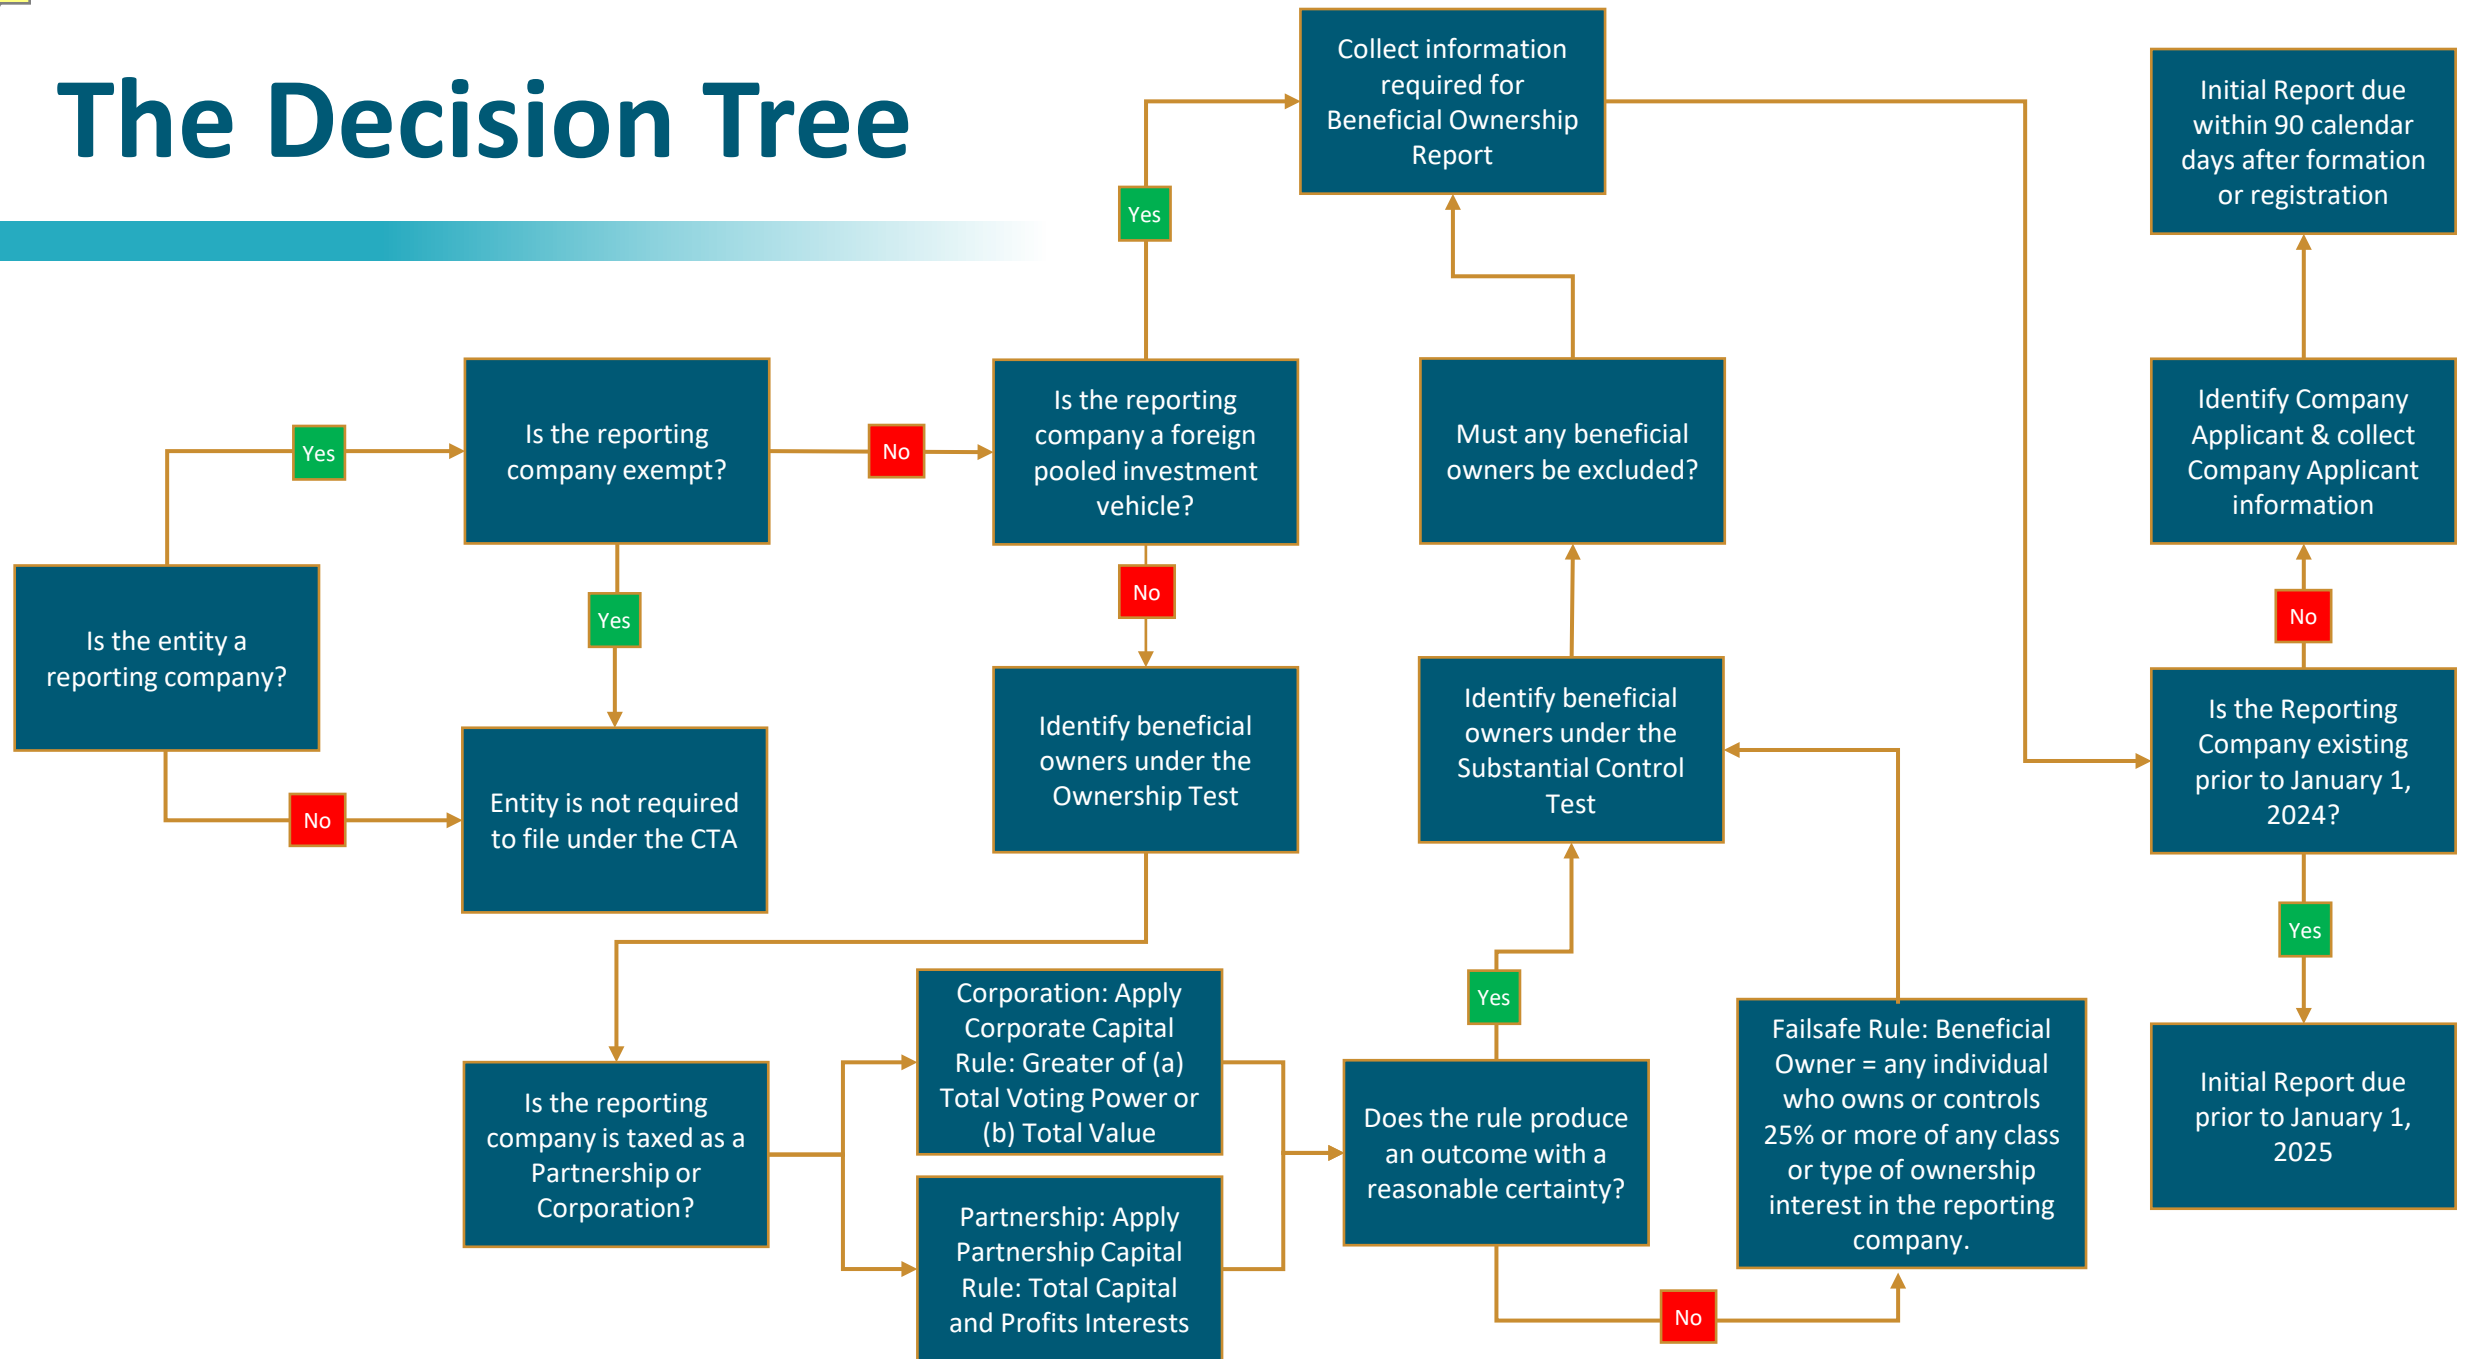 The Decision Tree
Collect information
required for
Beneficial Ownership
Report
Initial Report due
within 90 calendar
days after formation
or registration
Yes
Is the reporting
company exempt?
Is the reporting
company a foreign
pooled investment
vehicle?
Must any beneficial
owners be excluded?
Identify Company
Applicant & collect
Company Applicant
information
Yes
No
Yes
No
No
Is the entity a
reporting company?
Entity is not required
to file under the CTA
No
Identify beneficial
owners under the
Ownership Test
Identify beneficial
owners under the
Substantial Control
Test
Is the Reporting
Company existing
prior to January 1,
2024?
Yes
Is the reporting
company is taxed as a
Partnership or
Corporation?
Corporation: Apply
Corporate Capital
Rule: Greater of (a)
Total Voting Power or
(b) Total Value
Partnership: Apply
Partnership Capital
Rule: Total Capital
and Profits Interests
Yes
Does the rule produce
an outcome with a
reasonable certainty?
No
Failsafe Rule: Beneficial
Owner = any individual
who owns or controls
25% or more of any class
or type of ownership
interest in the reporting
company.
Initial Report due
prior to January 1,
2025